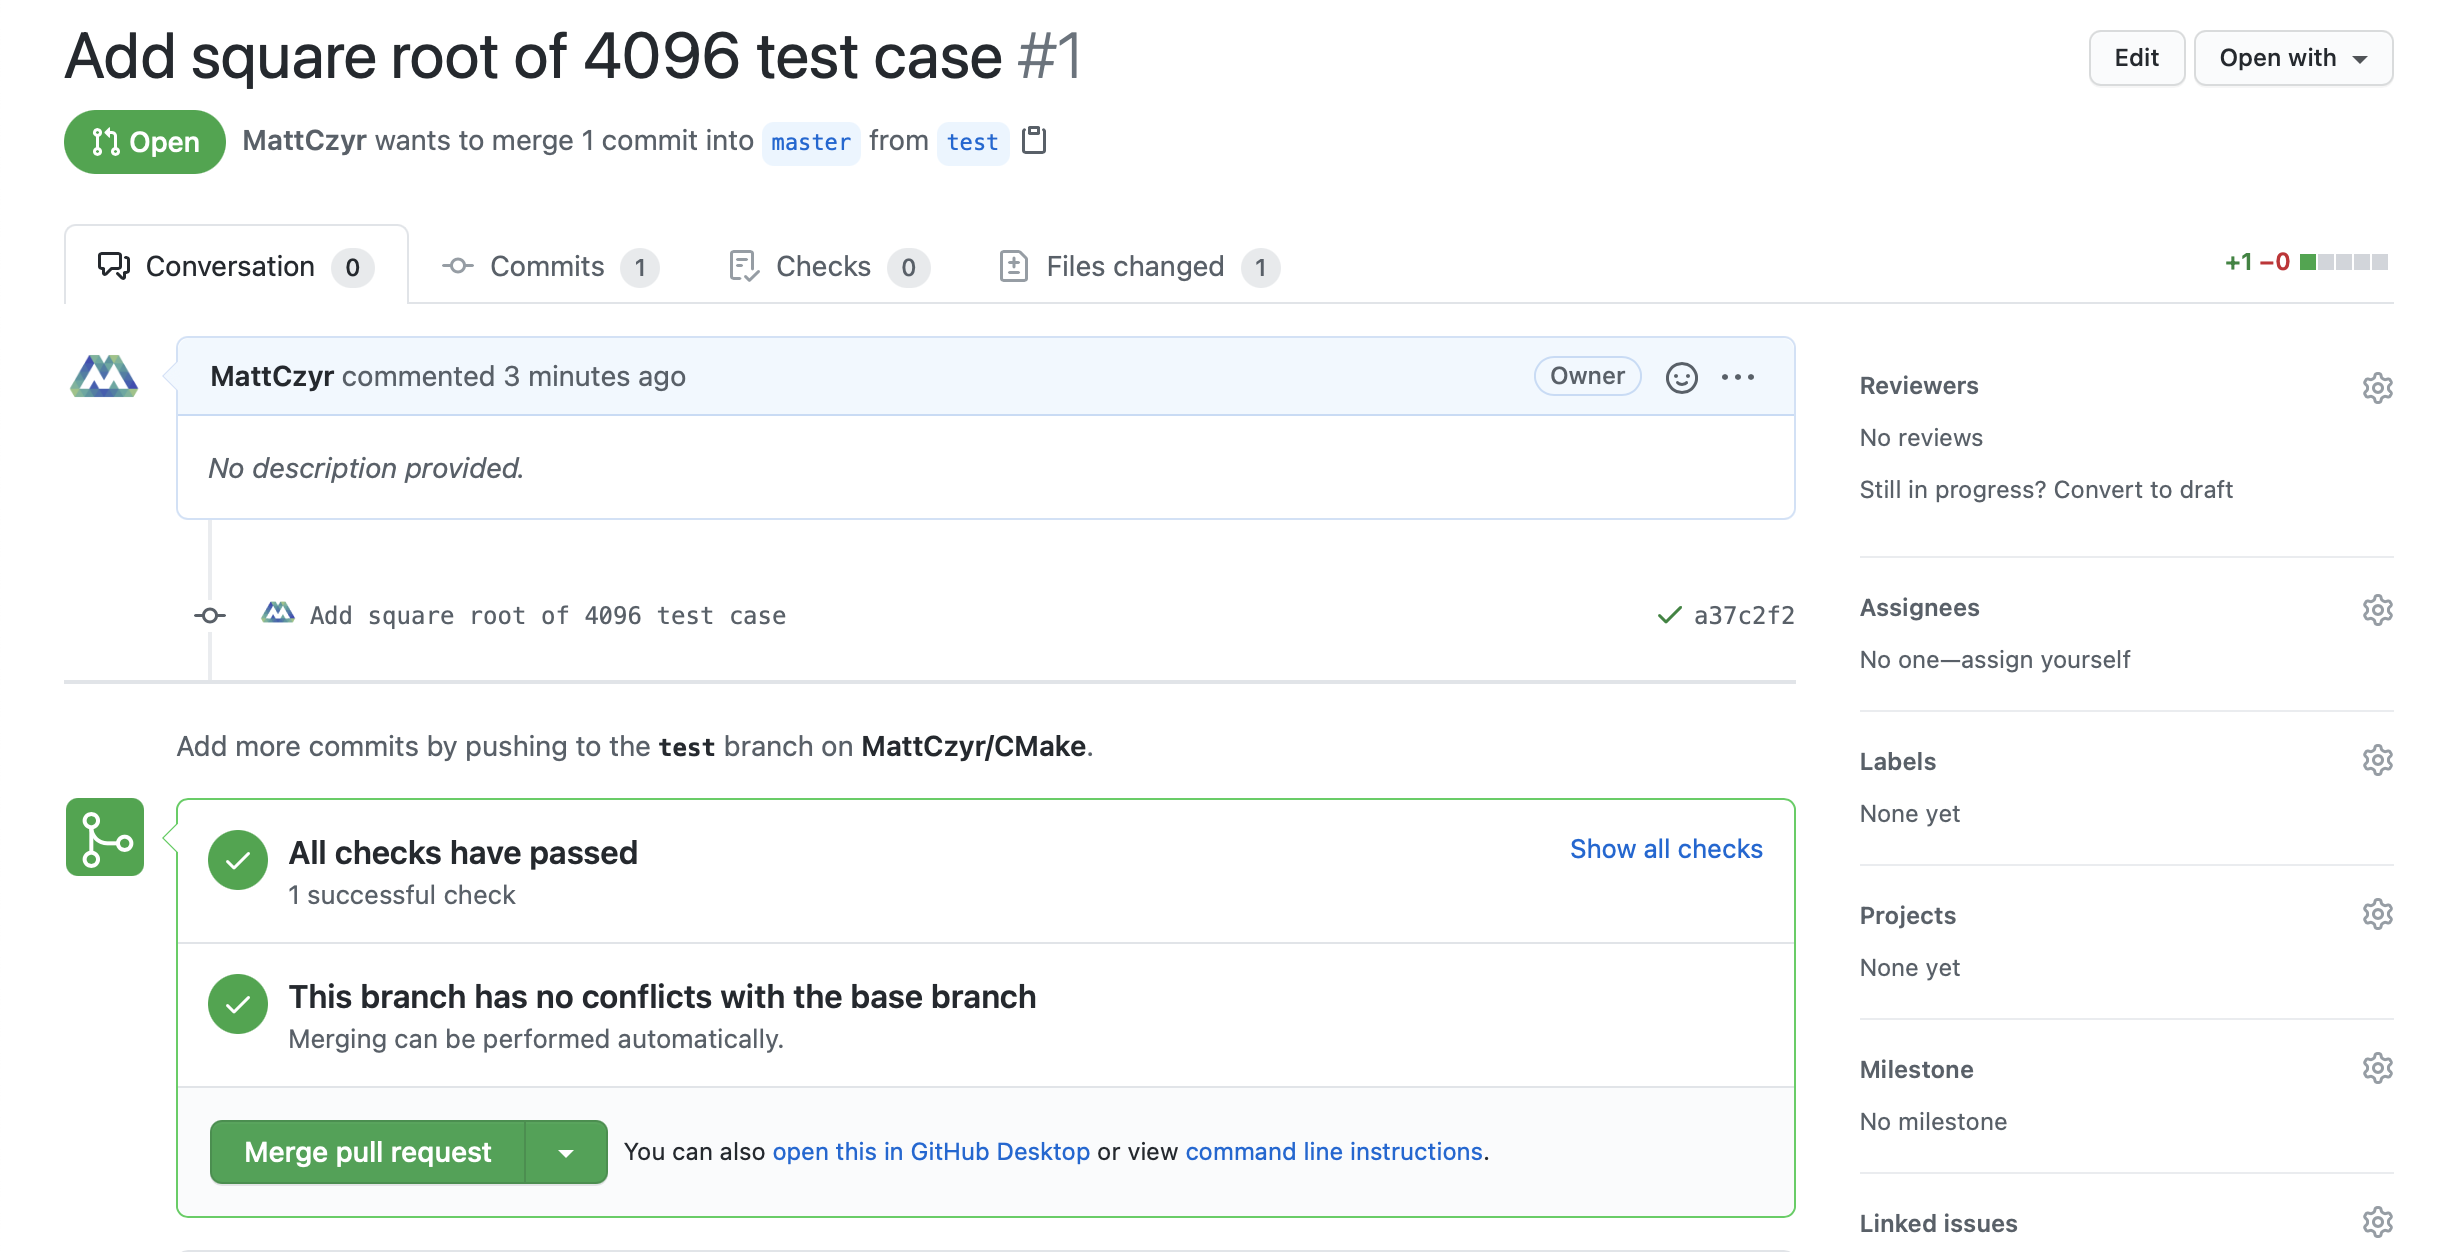 Add square root of 4096 test case #1
Edit
Open with
Open
MattCzyr wants to merge 1 commit into master from test
Conversation 0
Commits 1
Checks 0
Files changed 1
+1 −0
MattCzyr commented 3 minutes ago
Owner
No description provided.
Add square root of 4096 test case
a37c2f2
Add more commits by pushing to the test branch on MattCzyr/CMake.
All checks have passed
1 successful check
Show all checks
This branch has no conflicts with the base branch
Merging can be performed automatically.
Merge pull request
You can also open this in GitHub Desktop or view command line instructions.
Reviewers
No reviews
Still in progress? Convert to draft
Assignees
No one—assign yourself
Labels
None yet
Projects
None yet
Milestone
No milestone
Linked issues